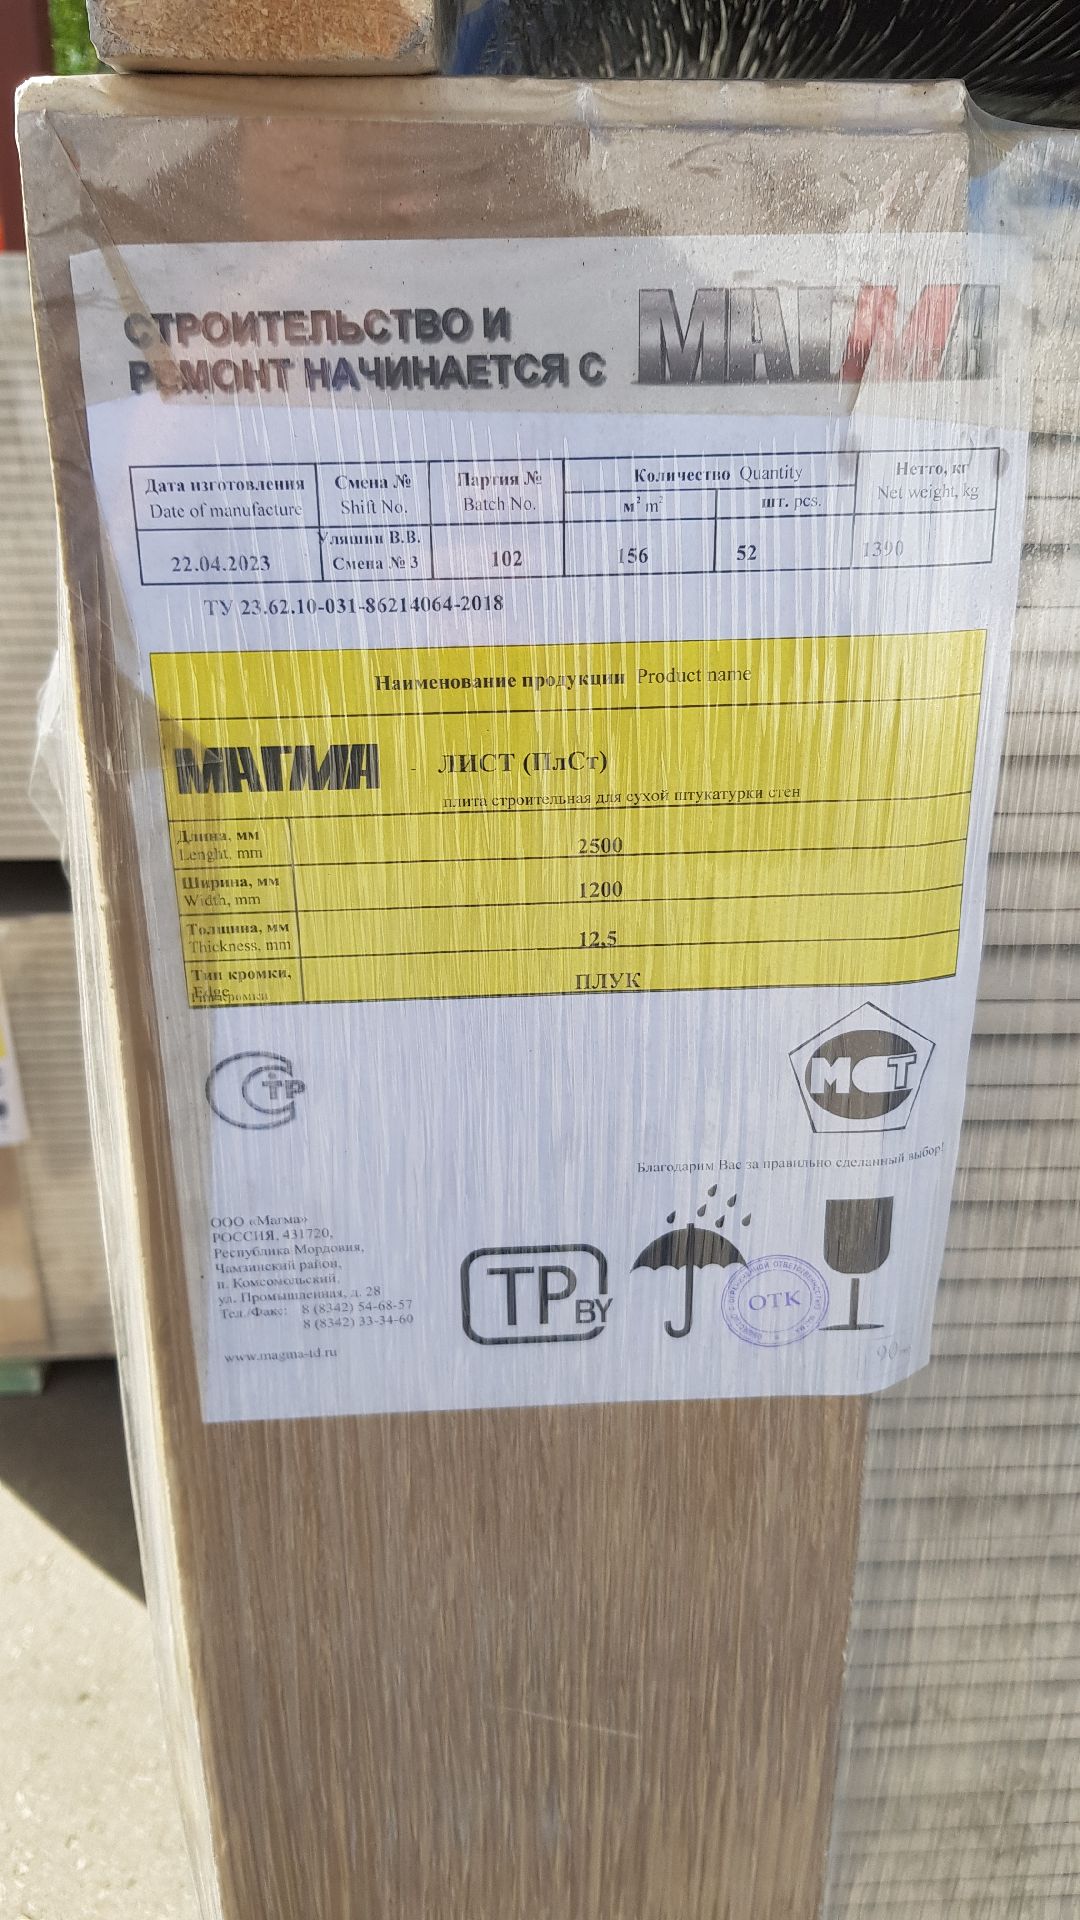 СТРОИТЕЛЬСТВО И
РЕМОНТ НАЧИНАЕТСЯ С МАГМА
Дата изготовления
Date of manufacture
Смена №
Shift No.
Партия №
Batch No.
Количество Quantity
м² m²
шт. pcs.
Нетто, кг
Net weight, kg
22.04.2023
Уляшин В.В.
Смена № 3
102
156
52
1390
ТУ 23.62.10-031-86214064-2018
Наименование продукции Product name
МАГМА - ЛИСТ (ПлСт)
плита строительная для сухой штукатурки стен
Длина, мм
Lenght, mm
2500
Ширина, мм
Width, mm
1200
Толщина, мм
Thickness, mm
12,5
Тип кромки,
Edge
ПЛУК
СТР
МСТ
Благодарим Вас за правильно сделанный выбор!
ООО «Магма»
РОССИЯ, 431720,
Республика Мордовия,
Чамзинский район,
п. Комсомольский,
ул. Промышленная, д. 28
Тел./Факс: 8 (8342) 54-68-57
8 (8342) 33-34-60
www.magma-td.ru
ТР BY
ОТК